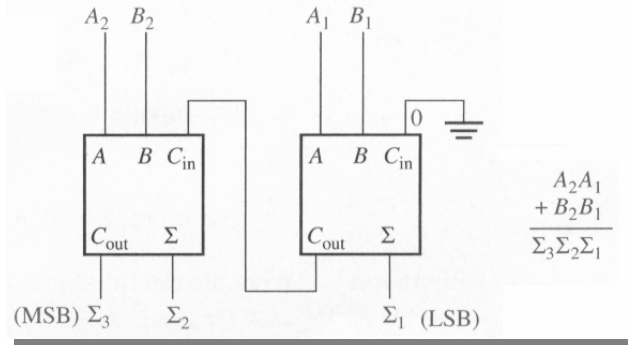 A₂ B₂ A₁ B₁
0
A B Cin A B Cin
A₂A₁
+ B₂B₁
Cout Σ Cout Σ
Σ₃Σ₂Σ₁
(MSB) Σ₃ Σ₂ Σ₁ (LSB)